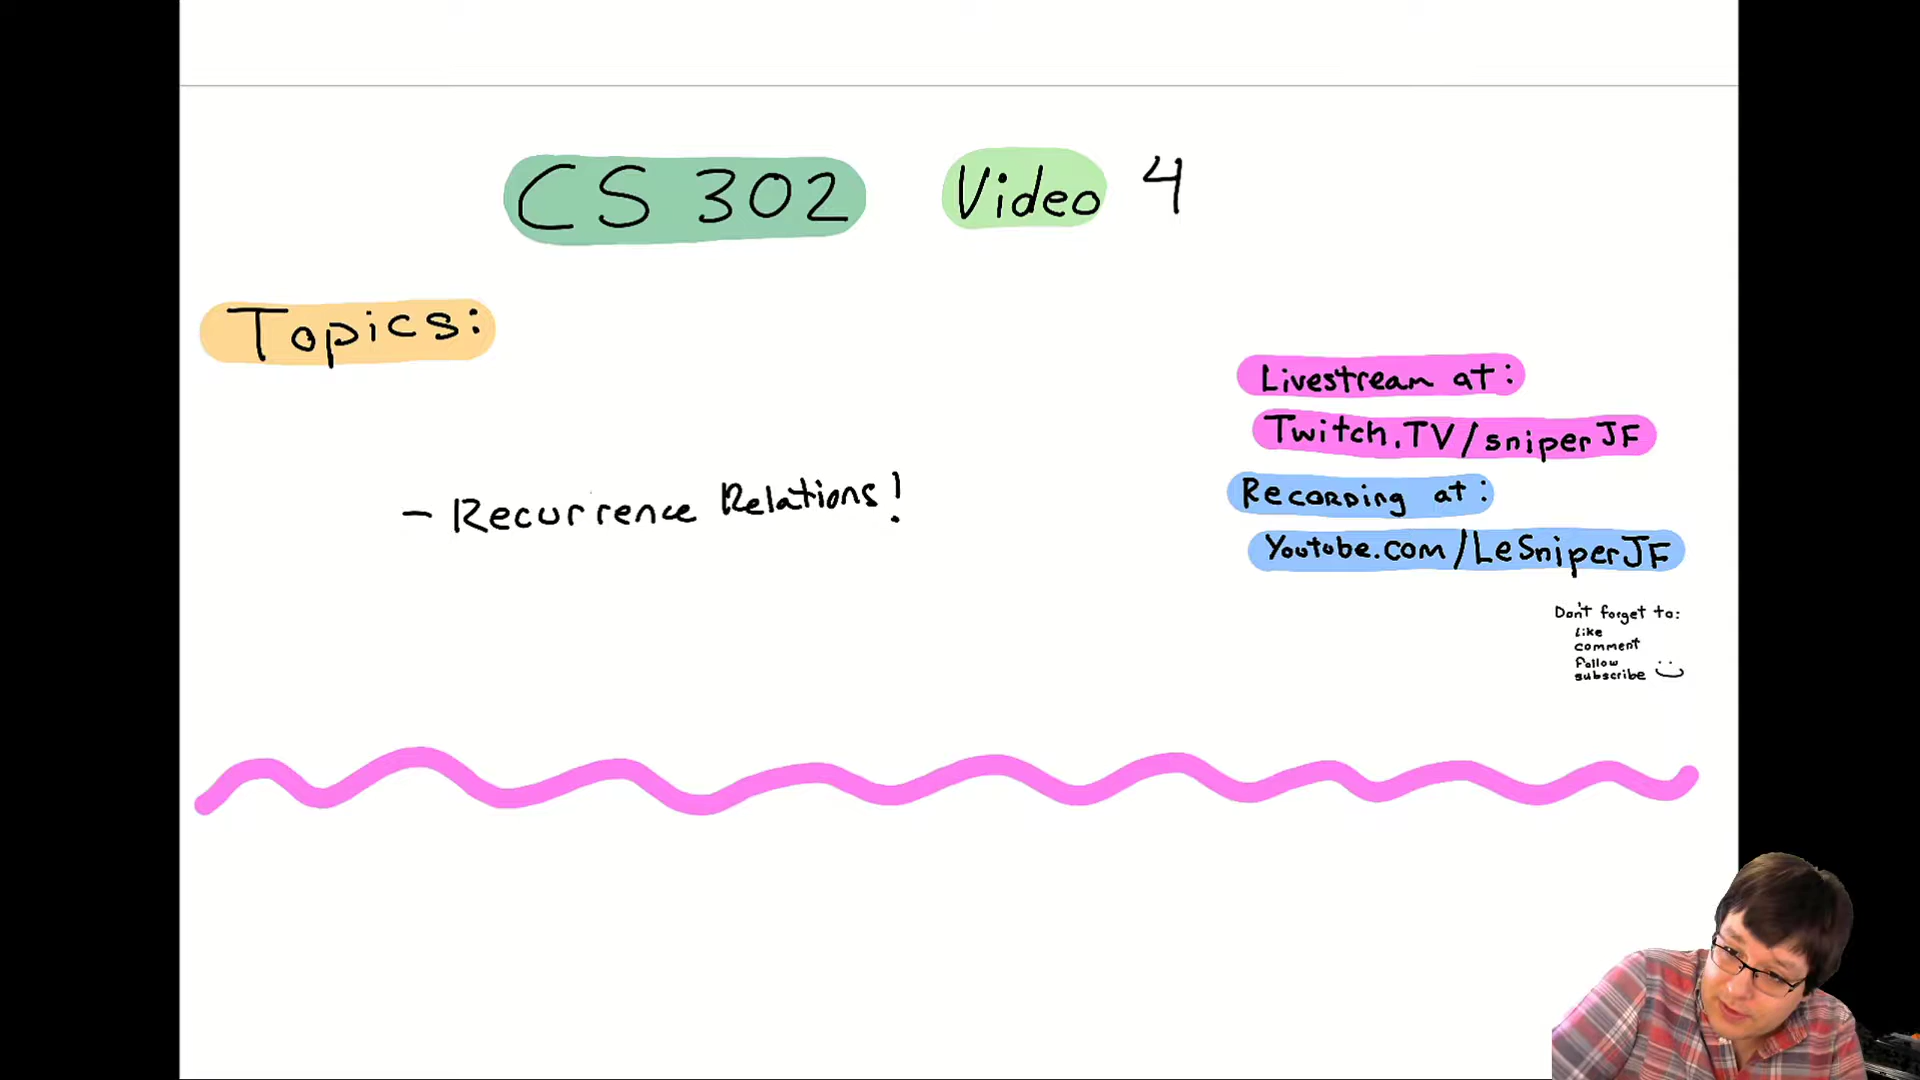 CS 302 Video 4
Topics:
- Recurrence Relations!
Livestream at:
Twitch.TV/sniperJF
Recording at:
Youtube.com/LeSniperJF
Don't forget to:
like
comment
follow
subscribe